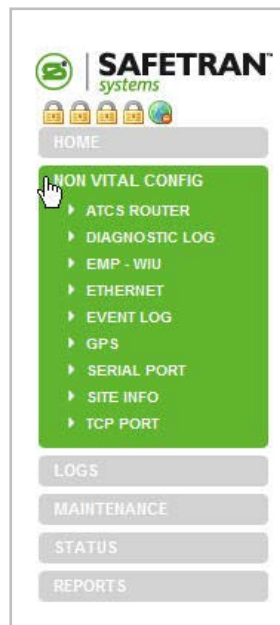 SAFETRAN™
systems
HOME
NON VITAL CONFIG
ATCS ROUTER
DIAGNOSTIC LOG
EMP - WIU
ETHERNET
EVENT LOG
GPS
SERIAL PORT
SITE INFO
TCP PORT
LOGS
MAINTENANCE
STATUS
REPORTS